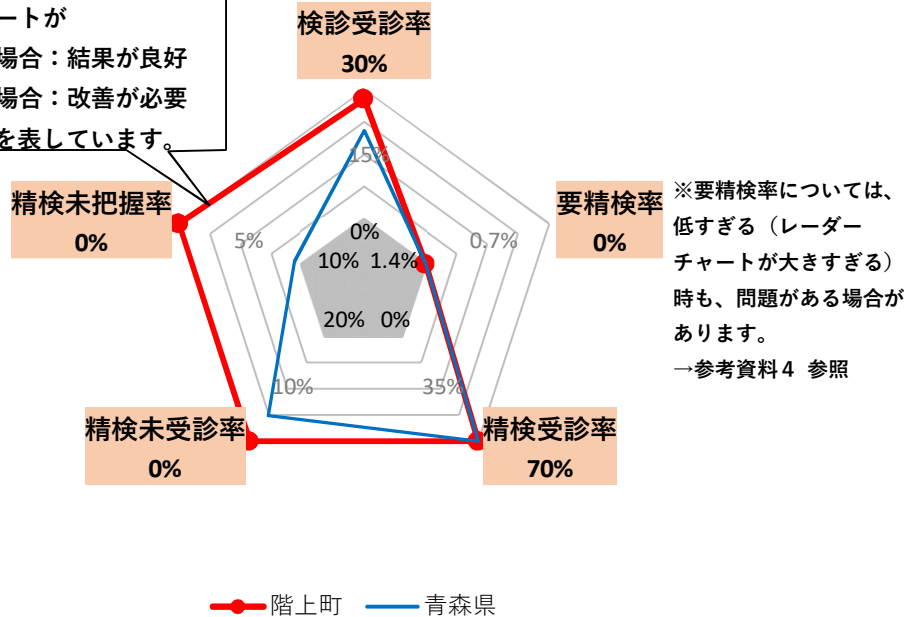 ートが
場合：結果が良好
場合：改善が必要
を表しています。
検診受診率
30%
精検未把握率
0%
要精検率
0%
※要精検率については、
低すぎる（レーダー
チャートが大きすぎる）
時も、問題がある場合が
あります。
→参考資料４ 参照
15%
5%
0%
0.7%
10%
1.4%
20%
0%
10%
35%
精検未受診率
0%
精検受診率
70%
階上町
青森県